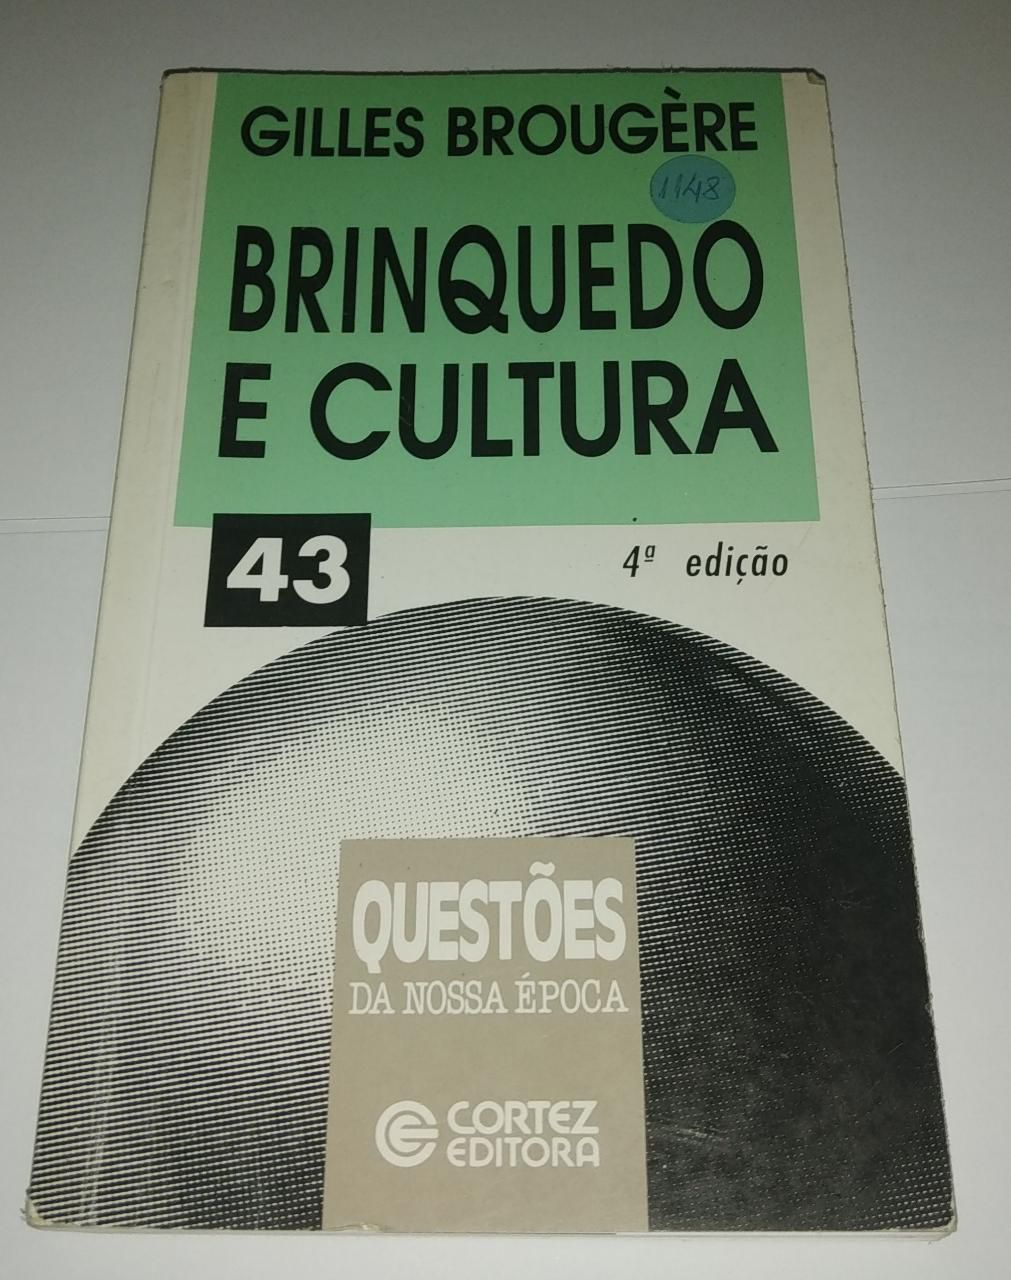 GILLES BROUGÈRE
1148
BRINQUEDO
E CULTURA
43
4ª edição
QUESTÕES
DA NOSSA ÉPOCA
CORTEZ
EDITORA